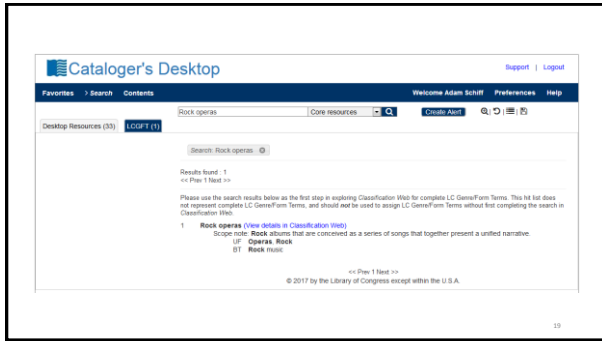 Cataloger's Desktop
Support | Logout
Favorites > Search Contents Welcome Adam Schiff Preferences Help
Rock operas Core resources Create Alert
Desktop Resources (33) LCGFT (1)
Search: Rock operas
Results found : 1
<< Prev 1 Next >>
Please use the search results below as the first step in exploring Classification Web for complete LC Genre/Form Terms. This hit list does
not represent complete LC Genre/Form Terms, and should not be used to assign LC Genre/Form Terms without first completing the search in
Classification Web.
1 Rock operas (View details in Classification Web)
Scope note: Rock albums that are conceived as a series of songs that together present a unified narrative.
UF Operas, Rock
BT Rock music
<< Prev 1 Next >>
© 2017 by the Library of Congress except within the U.S.A.
19